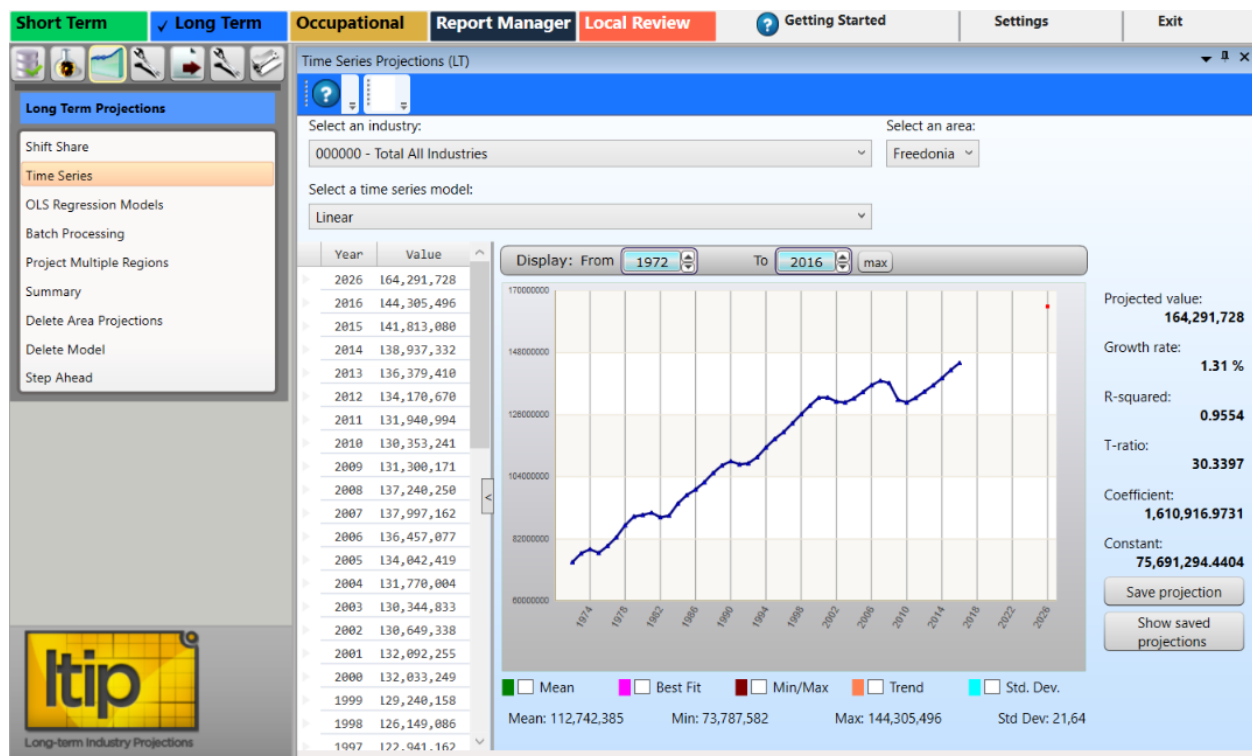 Short Term
✓ Long Term
Occupational
Report Manager
Local Review
? Getting Started
Settings
Exit
Time Series Projections (LT)
Long Term Projections
Shift Share
Time Series
OLS Regression Models
Batch Processing
Project Multiple Regions
Summary
Delete Area Projections
Delete Model
Step Ahead
ltip
Long-term Industry Projections
?
Select an industry:
Select an area:
000000 - Total All Industries
Freedonia
Select a time series model:
Linear
Year Value
2026 164,291,728
2016 144,305,496
2015 141,813,080
2014 138,937,332
2013 136,379,410
2012 134,170,670
2011 131,940,994
2010 130,353,241
2009 131,300,171
2008 137,240,250
2007 137,997,162
2006 136,457,077
2005 134,042,419
2004 131,770,004
2003 130,344,833
2002 130,649,338
2001 132,092,255
2000 132,033,249
1999 129,240,158
1998 126,149,086
1997 122,941,162
<
Display: From 1972 To 2016 max
170000000
148000000
126000000
104000000
82000000
60000000
1974 1978 1982 1986 1990 1994 1998 2002 2006 2010 2014 2018 2022 2026
Mean
Best Fit
Min/Max
Trend
Std. Dev.
Mean: 112,742,385
Min: 73,787,582
Max: 144,305,496
Std Dev: 21,64
Projected value:
164,291,728
Growth rate:
1.31 %
R-squared:
0.9554
T-ratio:
30.3397
Coefficient:
1,610,916.9731
Constant:
75,691,294.4404
Save projection
Show saved
projections